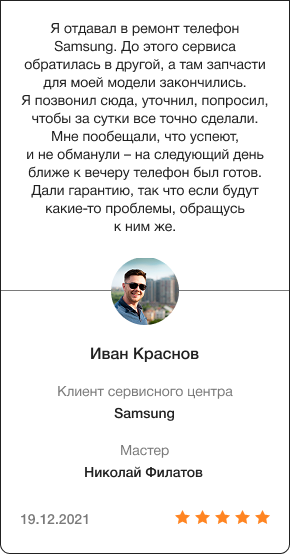 Я отдавал в ремонт телефон
Samsung. До этого сервиса
обратилась в другой, а там запчасти
для моей модели закончились.
Я позвонил сюда, уточнил, попросил,
чтобы за сутки все точно сделали.
Мне пообещали, что успеют,
и не обманули – на следующий день
ближе к вечеру телефон был готов.
Дали гарантию, так что если будут
какие-то проблемы, обращусь
к ним же.
Иван Краснов
Клиент сервисного центра
Samsung
Мастер
Николай Филатов
19.12.2021